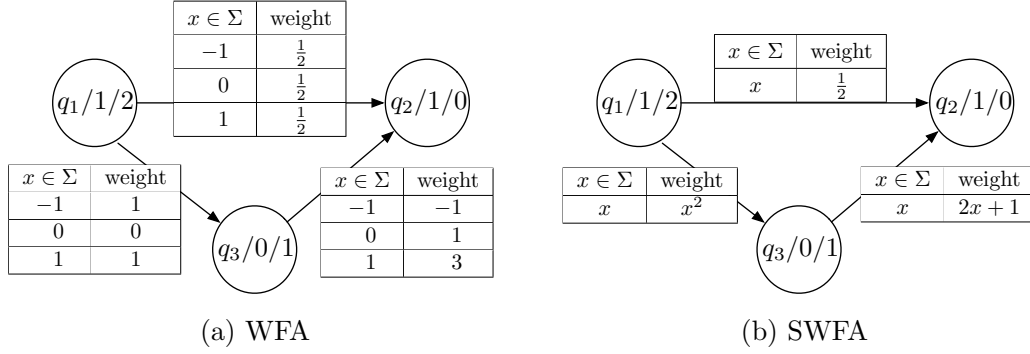 x ∈ Σ weight
−1 1/2
0 1/2
1 1/2
q1/1/2
q2/1/0
x ∈ Σ weight
−1 1
0 0
1 1
x ∈ Σ weight
−1 −1
0 1
1 3
q3/0/1
(a) WFA
x ∈ Σ weight
x 1/2
q1/1/2
q2/1/0
x ∈ Σ weight
x x²
x ∈ Σ weight
x 2x + 1
q3/0/1
(b) SWFA